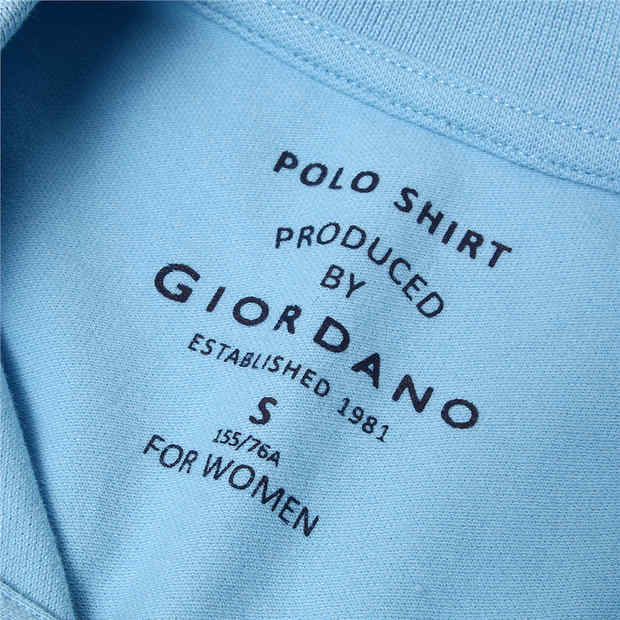 POLO SHIRT
PRODUCED
BY
GIORDANO
ESTABLISHED 1981
S
155/76A
FOR WOMEN